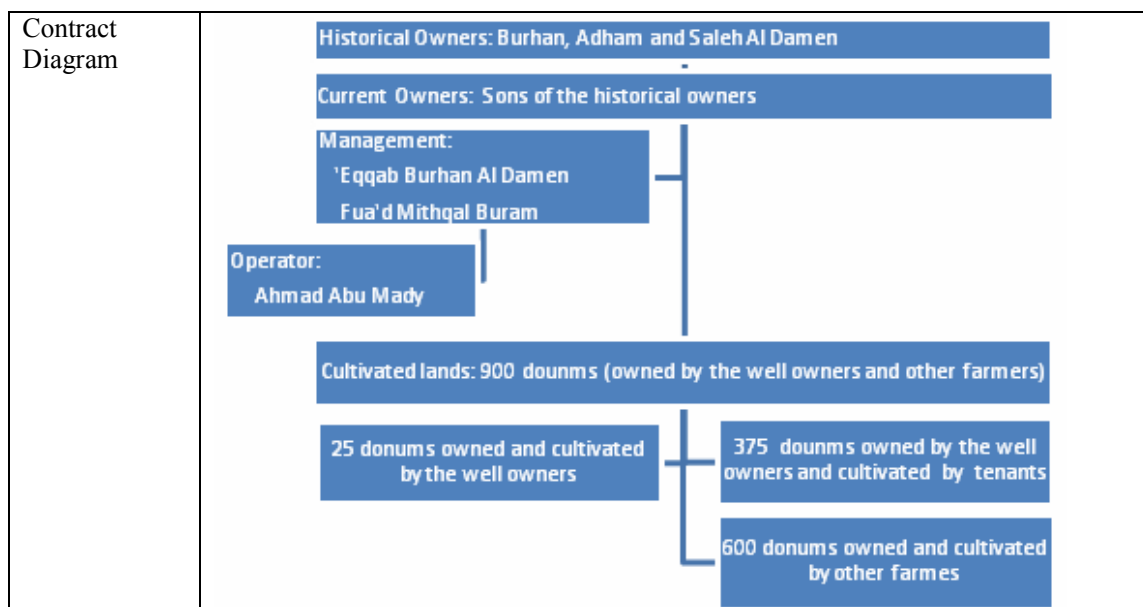 Contract
Diagram
Historical Owners: Burhan, Adham and Saleh Al Damen
Current Owners: Sons of the historical owners
Management:
'Eqqab Burhan Al Damen
Fua'd Mithqal Buram
Operator:
Ahmad Abu Mady
Cultivated lands: 900 dounms (owned by the well owners and other farmers)
25 donums owned and cultivated
by the well owners
375 dounms owned by the well
owners and cultivated by tenants
600 donums owned and cultivated
by other farmes